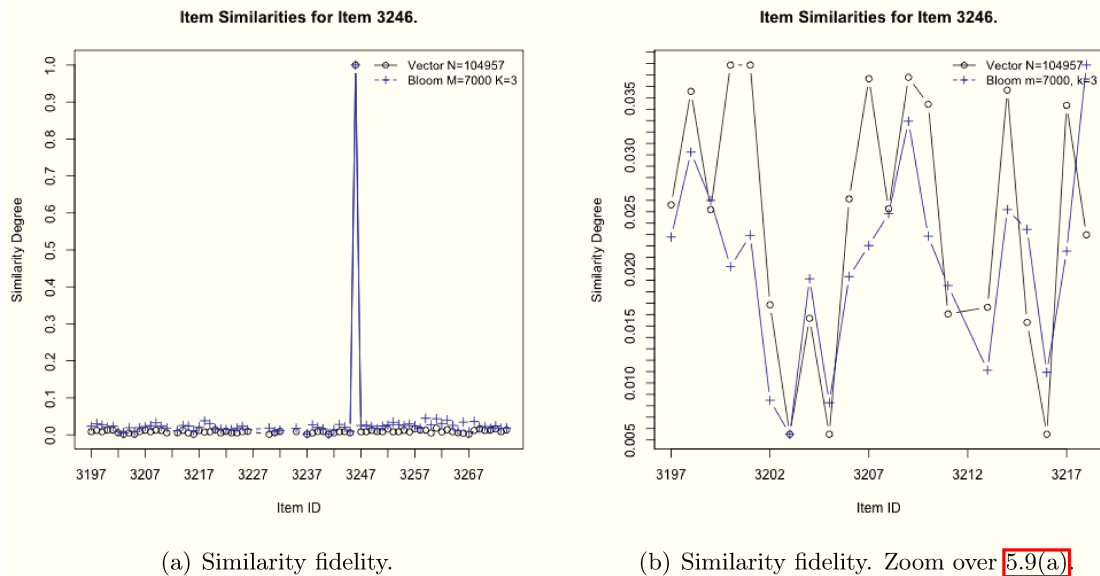 Item Similarities for Item 3246.
Vector N=104957
Bloom M=7000 K=3
Similarity Degree
1.0
0.9
0.8
0.7
0.6
0.5
0.4
0.3
0.2
0.1
0.0
3197 3207 3217 3227 3237 3247 3257 3267
Item ID
(a) Similarity fidelity.
Item Similarities for Item 3246.
Vector N=104957
Bloom m=7000, k=3
Similarity Degree
0.035
0.030
0.025
0.020
0.015
0.010
0.005
3197 3202 3207 3212 3217
Item ID
(b) Similarity fidelity. Zoom over 5.9(a).